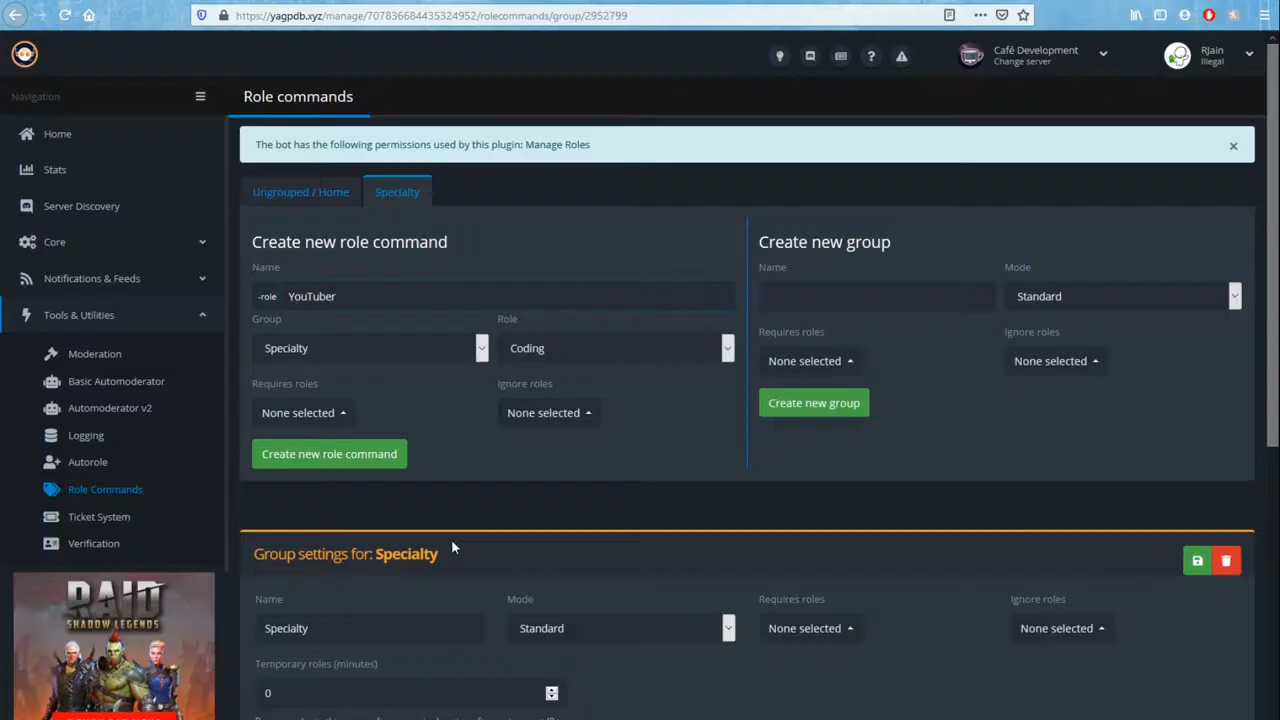 https://yagpdb.xyz/manage/707836684435324952/rolecommands/group/2952799
Café Development
Change server
RJain
Illegal
Navigation
Role commands
The bot has the following permissions used by this plugin: Manage Roles
×
Home
Stats
Server Discovery
Core
Notifications & Feeds
Tools & Utilities
Moderation
Basic Automoderator
Automoderator v2
Logging
Autorole
Role Commands
Ticket System
Verification
RAID
SHADOW LEGENDS
Ungrouped / Home
Specialty
Create new role command
Name
-role YouTuber
Group
Role
Specialty
Coding
Requires roles
Ignore roles
None selected
None selected
Create new role command
Create new group
Name
Mode
Standard
Requires roles
Ignore roles
None selected
None selected
Create new group
Group settings for: Specialty
Name
Mode
Requires roles
Ignore roles
Specialty
Standard
None selected
None selected
Temporary roles (minutes)
0